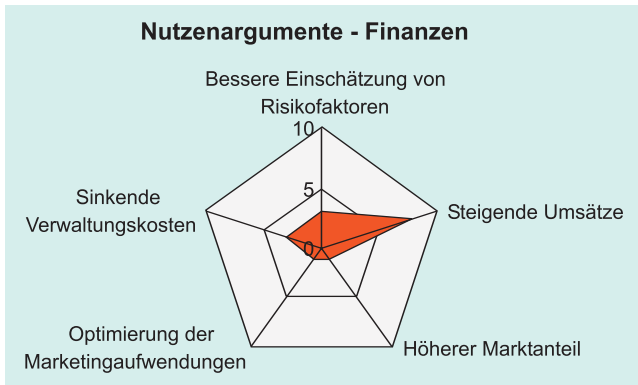 Nutzenargumente - Finanzen
Bessere Einschätzung von
Risikofaktoren
10
5
0
Sinkende
Verwaltungskosten
Steigende Umsätze
Optimierung der
Marketingaufwendungen
Höherer Marktanteil